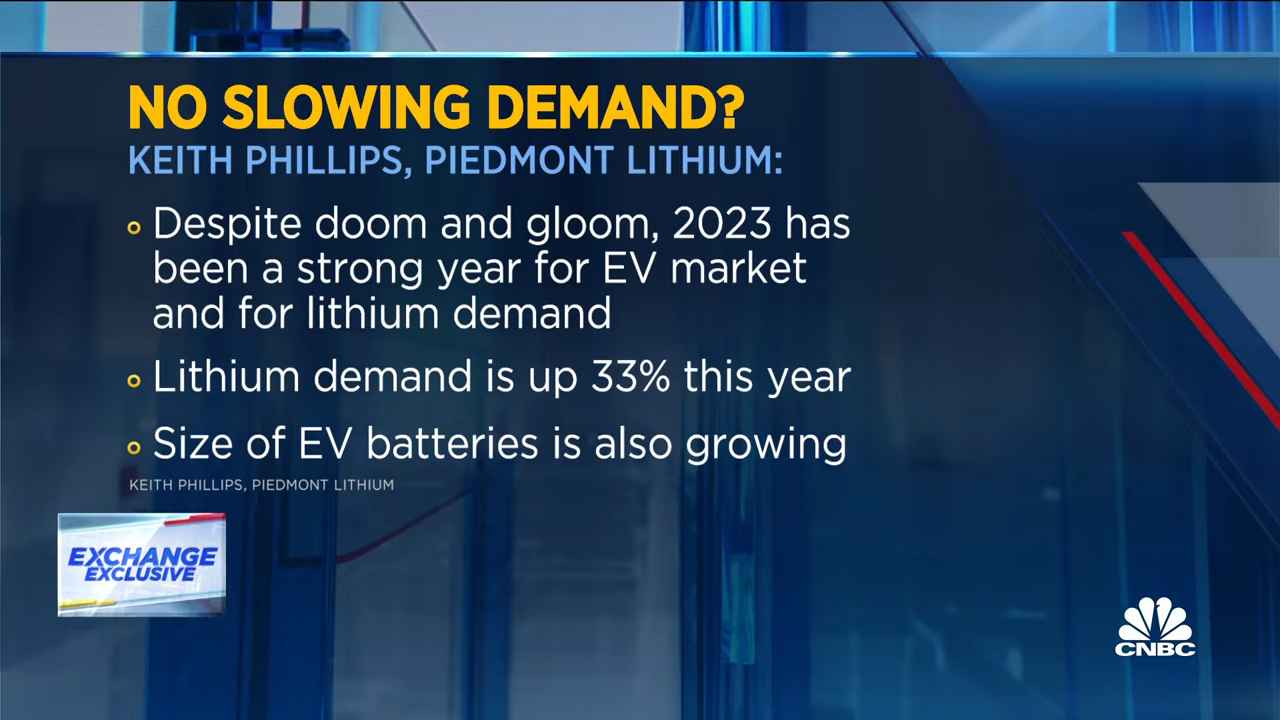 NO SLOWING DEMAND?
KEITH PHILLIPS, PIEDMONT LITHIUM:
Despite doom and gloom, 2023 has
been a strong year for EV market
and for lithium demand
Lithium demand is up 33% this year
Size of EV batteries is also growing
KEITH PHILLIPS, PIEDMONT LITHIUM
EXCHANGE
EXCLUSIVE
CNBC